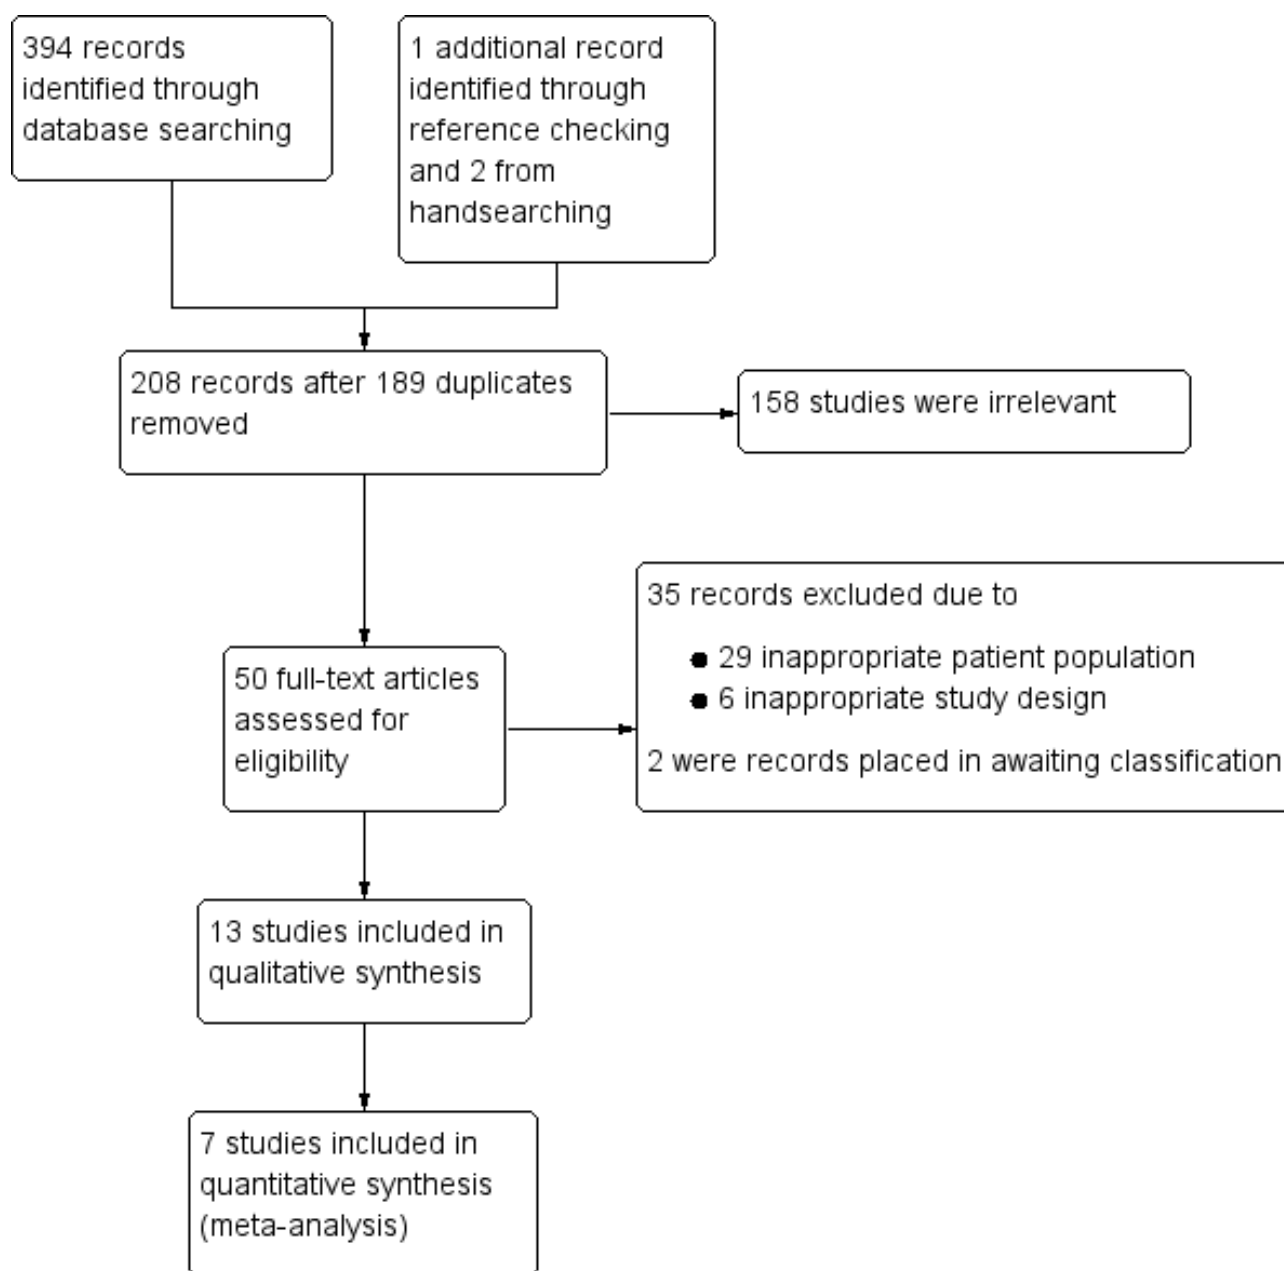 394 records
identified through
database searching
1 additional record
identified through
reference checking
and 2 from
handsearching
208 records after 189 duplicates
removed
158 studies were irrelevant
35 records excluded due to
● 29 inappropriate patient population
● 6 inappropriate study design
2 were records placed in awaiting classification
50 full-text articles
assessed for
eligibility
13 studies included in
qualitative synthesis
7 studies included in
quantitative synthesis
(meta-analysis)